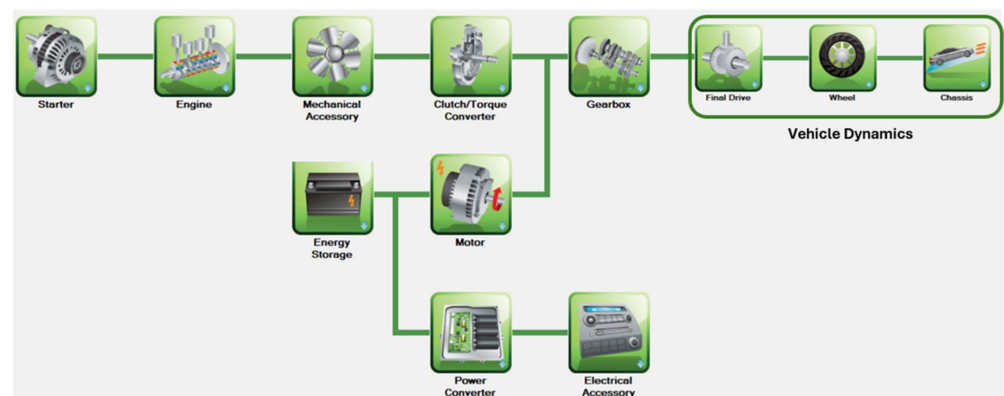 Starter
Engine
Mechanical
Accessory
Clutch/Torque
Converter
Gearbox
Final Drive
Wheel
Chassis
Vehicle Dynamics
Energy
Storage
Motor
Power
Converter
Electrical
Accessory